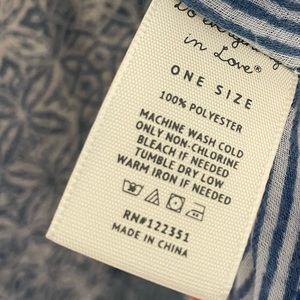 in Love®
ONE SIZE
100% POLYESTER
MACHINE WASH COLD
ONLY NON-CHLORINE
BLEACH IF NEEDED
TUMBLE DRY LOW
WARM IRON IF NEEDED
RN#122351
MADE IN CHINA